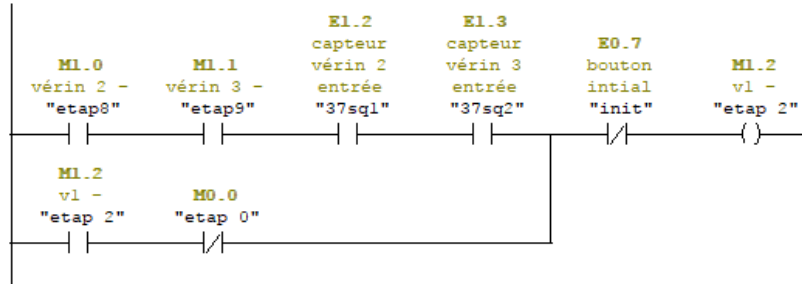 E1.2 E1.3
capteur capteur E0.7
M1.0 M1.1 vérin 2 vérin 3 bouton M1.2
vérin 2 - vérin 3 - entrée entrée intial v1 -
"etap8" "etap9" "37sq1" "37sq2" "init" "etap 2"
M1.2
v1 - M0.0
"etap 2" "etap 0"